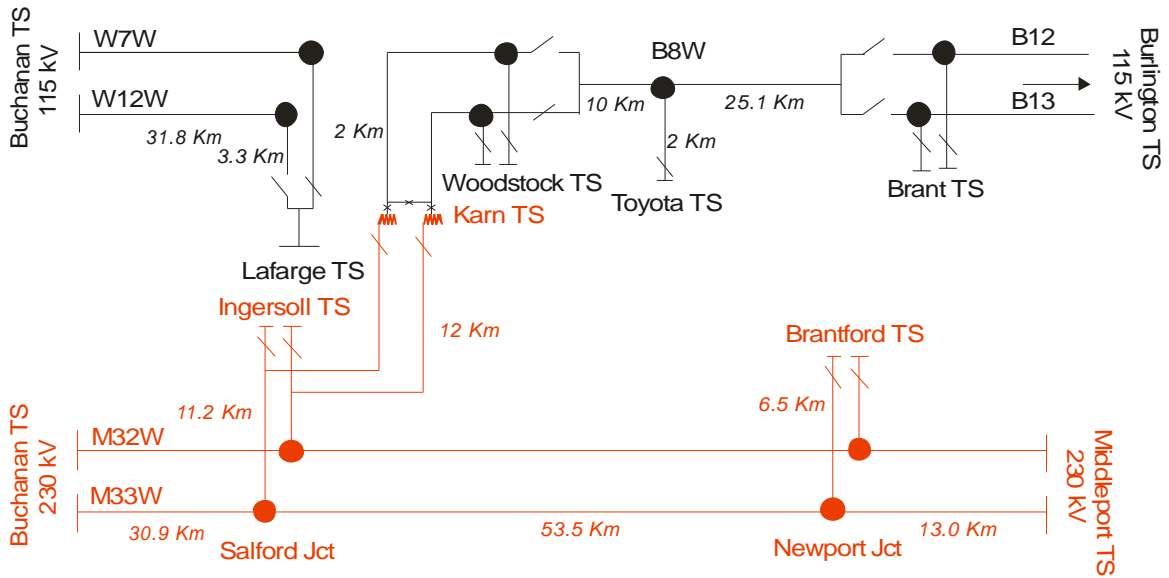 Buchanan TS
115 kV
W7W
W12W
31.8 Km
3.3 Km
Lafarge TS
2 Km
Woodstock TS
Karn TS
B8W
10 Km
25.1 Km
2 Km
Toyota TS
B12
B13
Brant TS
Burlington TS
115 kV
Ingersoll TS
12 Km
11.2 Km
Brantford TS
6.5 Km
Buchanan TS
230 kV
M32W
M33W
30.9 Km
Salford Jct
53.5 Km
Newport Jct
13.0 Km
Middleport TS
230 kV